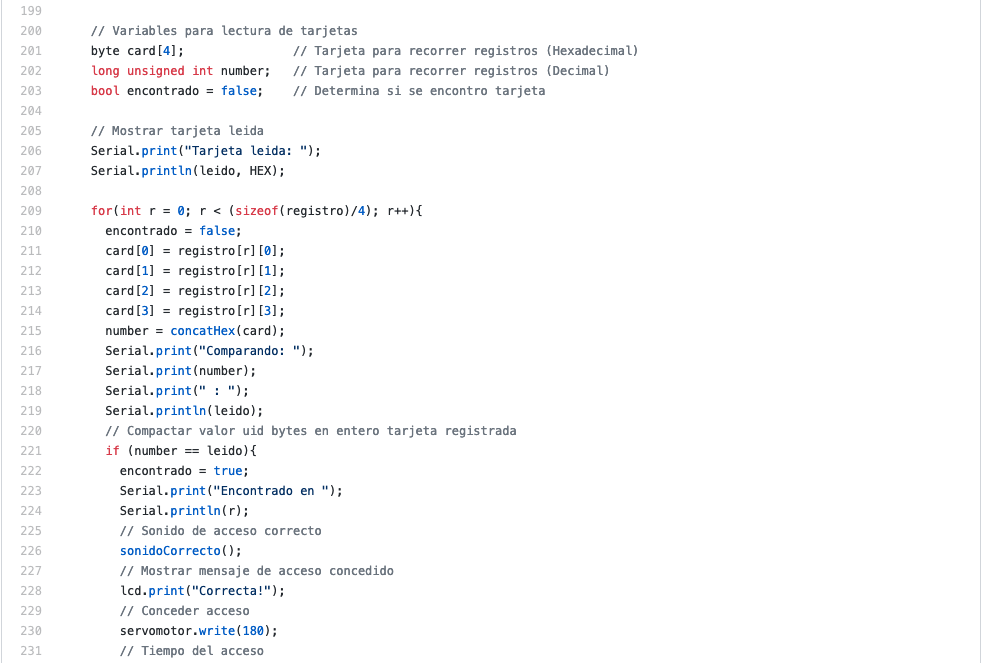 199
200 // Variables para lectura de tarjetas
201 byte card[4]; // Tarjeta para recorrer registros (Hexadecimal)
202 long unsigned int number; // Tarjeta para recorrer registros (Decimal)
203 bool encontrado = false; // Determina si se encontro tarjeta
204
205 // Mostrar tarjeta leida
206 Serial.print("Tarjeta leida: ");
207 Serial.println(leido, HEX);
208
209 for(int r = 0; r < (sizeof(registro)/4); r++){
210 encontrado = false;
211 card[0] = registro[r][0];
212 card[1] = registro[r][1];
213 card[2] = registro[r][2];
214 card[3] = registro[r][3];
215 number = concatHex(card);
216 Serial.print("Comparando: ");
217 Serial.print(number);
218 Serial.print(" : ");
219 Serial.println(leido);
220 // Compactar valor uid bytes en entero tarjeta registrada
221 if (number == leido){
222 encontrado = true;
223 Serial.print("Encontrado en ");
224 Serial.println(r);
225 // Sonido de acceso correcto
226 sonidoCorrecto();
227 // Mostrar mensaje de acceso concedido
228 lcd.print("Correcta!");
229 // Conceder acceso
230 servomotor.write(180);
231 // Tiempo del acceso